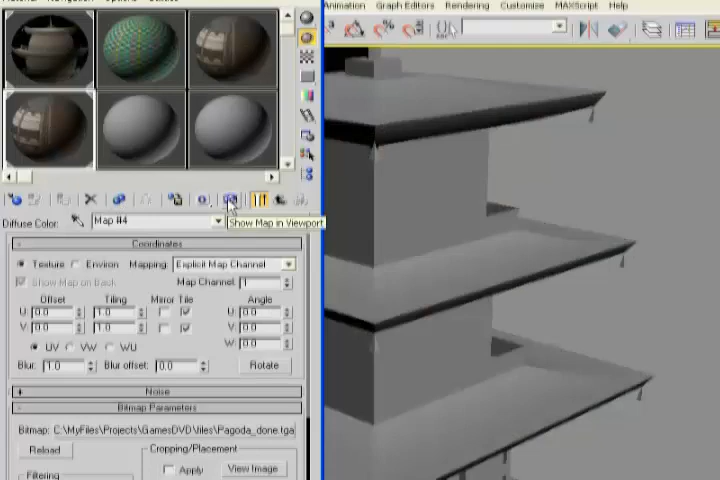 Material Navigation Options Utilities
Animation Graph Editors Rendering Customize MAXScript Help
Diffuse Color: Map #4
Show Map in Viewport
Coordinates
Texture Environ Mapping: Explicit Map Channel
Show Map on Back Map Channel: 1
Offset Tiling Mirror Tile Angle
U: 0.0 1.0 U: 0.0
V: 0.0 1.0 V: 0.0
W: 0.0
UV VW WU
Blur: 1.0 Blur offset: 0.0 Rotate
Noise
Bitmap Parameters
Bitmap: C:\MyFiles\Projects\GamesDVD\files\Pagoda_done.tga
Reload
Cropping/Placement
Apply View Image
Filtering